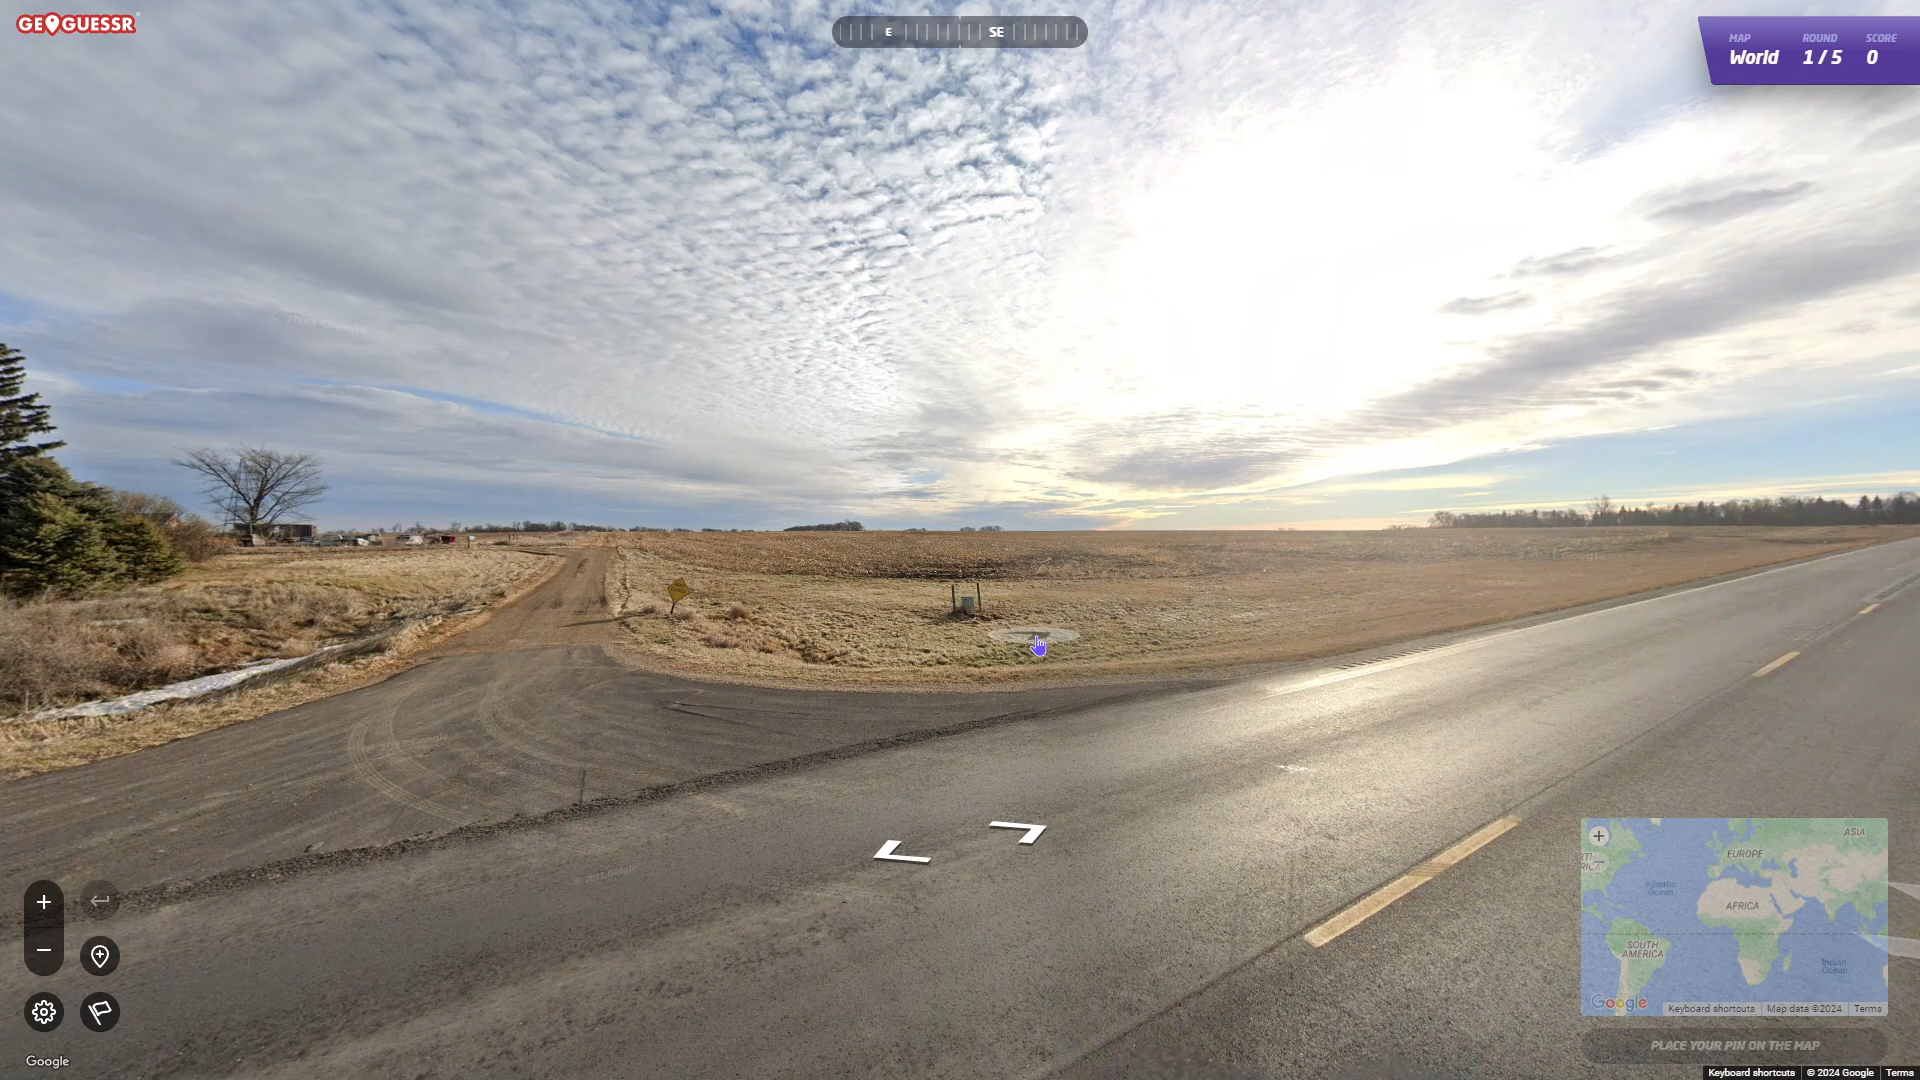 GEOGUESSR
E
SE
MAP
World
ROUND
1 / 5
SCORE
0
ASIA
EUROPE
Atlantic
Ocean
AFRICA
SOUTH
AMERICA
Indian
Ocean
Google
Keyboard shortcuts
Map data ©2024
Terms
PLACE YOUR PIN ON THE MAP
Google
Keyboard shortcuts
© 2024 Google
Terms